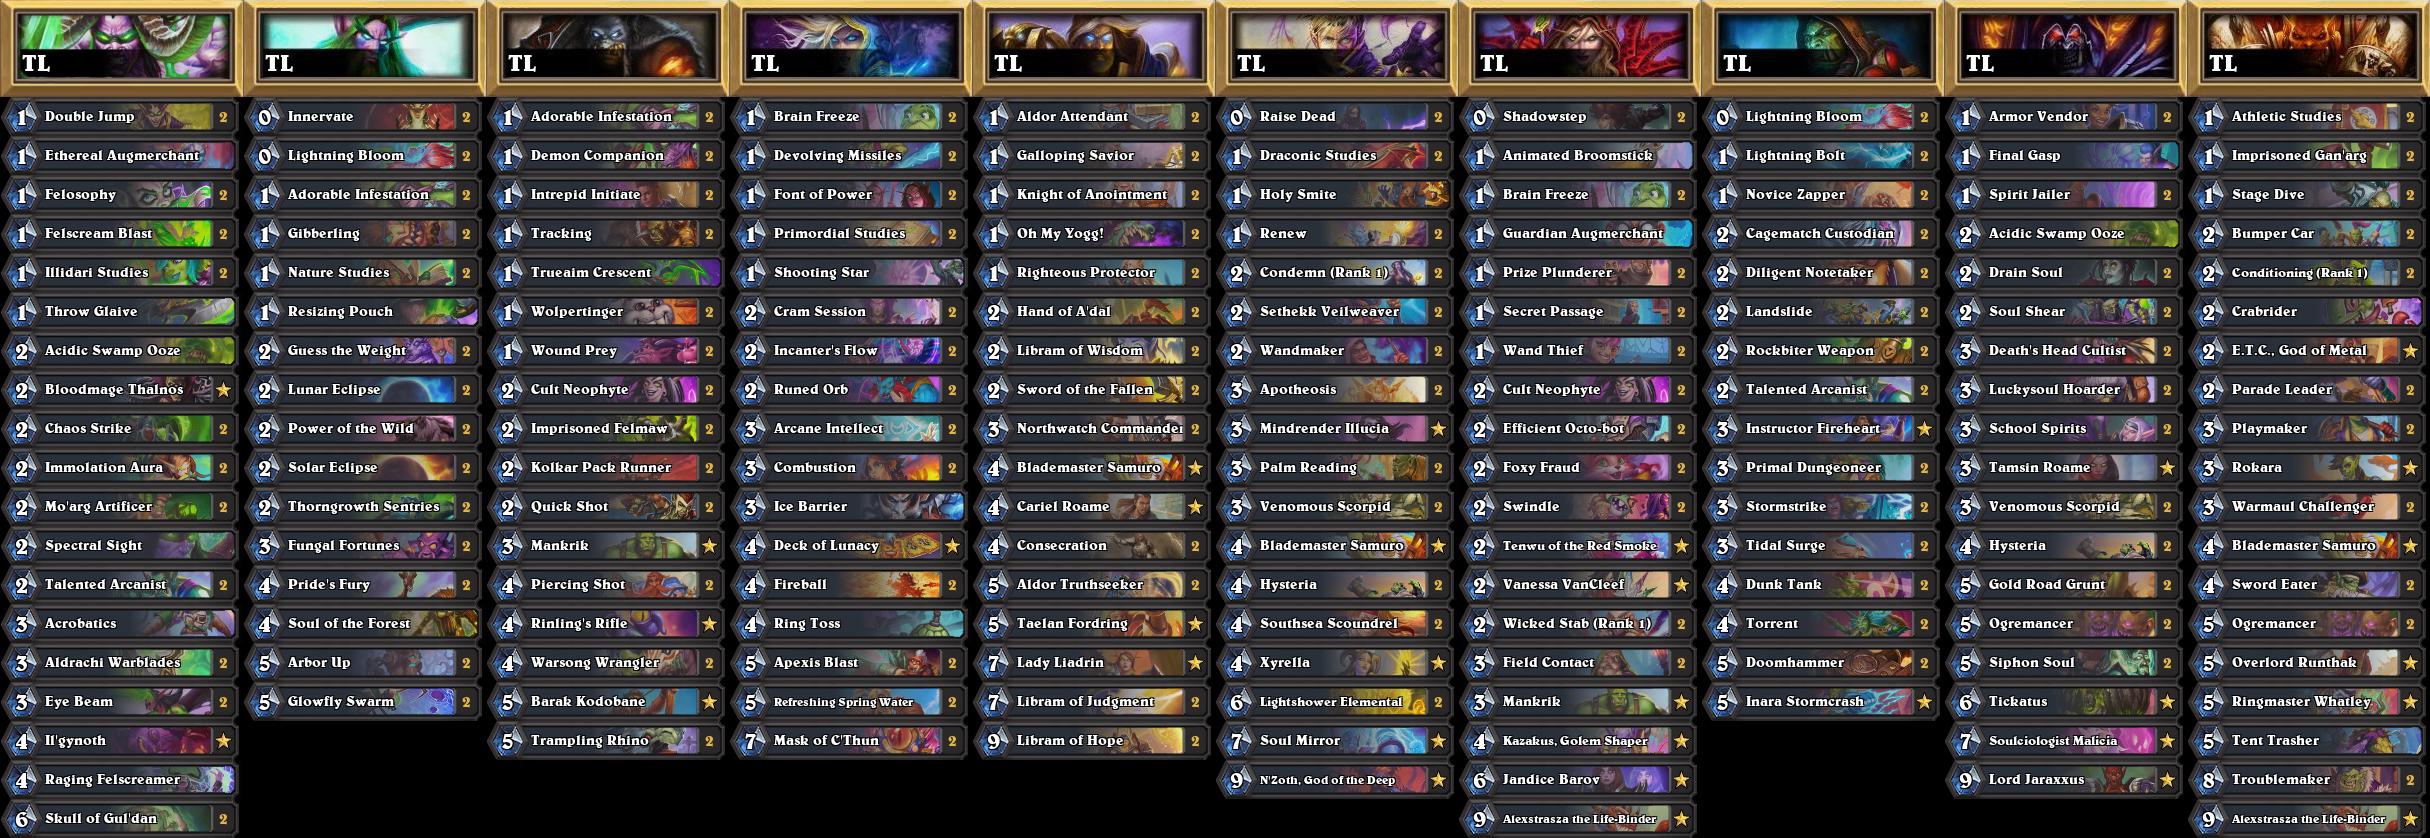 TL
1 Double Jump 2
1 Ethereal Augmerchant
1 Felosophy 2
1 Felscream Blast 2
1 Illidari Studies 2
1 Throw Glaive
2 Acidic Swamp Ooze
2 Bloodmage Thalnos
2 Chaos Strike 2
2 Immolation Aura 2
2 Mo'arg Artificer 2
2 Spectral Sight
2 Talented Arcanist 2
3 Acrobatics
3 Aldrachi Warblades 2
3 Eye Beam 2
4 Il'gynoth
4 Raging Felscreamer
6 Skull of Gul'dan 2
TL
0 Innervate 2
0 Lightning Bloom 2
1 Adorable Infestation 2
1 Gibberling 2
1 Nature Studies 2
1 Resizing Pouch
2 Guess the Weight 2
2 Lunar Eclipse 2
2 Power of the Wild 2
2 Solar Eclipse 2
2 Thorngrowth Sentries 2
3 Fungal Fortunes 2
4 Pride's Fury 2
4 Soul of the Forest
5 Arbor Up 2
5 Glowfly Swarm 2
TL
1 Adorable Infestation 2
1 Demon Companion 2
1 Intrepid Initiate 2
1 Tracking 2
1 Trueaim Crescent
1 Wolpertinger 2
1 Wound Prey 2
2 Cult Neophyte 2
2 Imprisoned Felmaw 2
2 Kolkar Pack Runner 2
2 Quick Shot 2
3 Mankrik
4 Piercing Shot 2
4 Rinling's Rifle
4 Warsong Wrangler 2
5 Barak Kodobane
5 Trampling Rhino 2
TL
1 Brain Freeze 2
1 Devolving Missiles 2
1 Font of Power 2
1 Primordial Studies 2
1 Shooting Star
2 Cram Session 2
2 Incanter's Flow 2
2 Runed Orb 2
3 Arcane Intellect 2
3 Combustion 2
3 Ice Barrier
4 Deck of Lunacy
4 Fireball 2
4 Ring Toss
5 Apexis Blast 2
5 Refreshing Spring Water 2
7 Mask of C'Thun 2
TL
1 Aldor Attendant 2
1 Galloping Savior 2
1 Knight of Anointment 2
1 Oh My Yogg! 2
1 Righteous Protector 2
2 Hand of A'dal 2
2 Libram of Wisdom 2
2 Sword of the Fallen 2
3 Northwatch Commander 2
4 Blademaster Samuro
4 Cariel Roame
4 Consecration 2
5 Aldor Truthseeker 2
5 Taelan Fordring
7 Lady Liadrin
7 Libram of Judgment 2
9 Libram of Hope 2
TL
0 Raise Dead 2
1 Draconic Studies 2
1 Holy Smite
1 Renew 2
2 Condemn (Rank 1) 2
2 Sethekk Veilweaver 2
2 Wandmaker 2
3 Apotheosis 2
3 Mindrender Illucia
3 Palm Reading 2
3 Venomous Scorpid 2
4 Blademaster Samuro
4 Hysteria 2
4 Southsea Scoundrel 2
4 Xyrella
6 Lightshower Elemental 2
7 Soul Mirror
9 N'Zoth, God of the Deep
TL
0 Shadowstep 2
1 Animated Broomstick
1 Brain Freeze 2
1 Guardian Augmerchant
1 Prize Plunderer 2
1 Secret Passage 2
1 Wand Thief 2
2 Cult Neophyte 2
2 Efficient Octo-bot 2
2 Foxy Fraud 2
2 Swindle 2
2 Tenwu of the Red Smoke
2 Vanessa VanCleef
2 Wicked Stab (Rank 1) 2
3 Field Contact 2
3 Mankrik
4 Kazakus, Golem Shaper
6 Jandice Barov
9 Alexstrasza the Life-Binder
TL
0 Lightning Bloom 2
1 Lightning Bolt 2
1 Novice Zapper 2
2 Cagematch Custodian 2
2 Diligent Notetaker 2
2 Landslide 2
2 Rockbiter Weapon 2
2 Talented Arcanist 2
3 Instructor Fireheart
3 Primal Dungeoneer 2
3 Stormstrike 2
3 Tidal Surge 2
4 Dunk Tank 2
4 Torrent 2
5 Doomhammer 2
5 Inara Stormcrash
TL
1 Armor Vendor 2
1 Final Gasp
1 Spirit Jailer 2
2 Acidic Swamp Ooze
2 Drain Soul 2
2 Soul Shear 2
3 Death's Head Cultist 2
3 Luckysoul Hoarder 2
3 School Spirits 2
3 Tamsin Roame
3 Venomous Scorpid 2
4 Hysteria 2
5 Gold Road Grunt 2
5 Ogremancer 2
5 Siphon Soul 2
6 Tickatus
7 Soulciologist Malicia
9 Lord Jaraxxus
TL
1 Athletic Studies 2
1 Imprisoned Gan'arg 2
1 Stage Dive 2
2 Bumper Car 2
2 Conditioning (Rank 1) 2
2 Crabrider
2 E.T.C., God of Metal
2 Parade Leader 2
3 Playmaker 2
3 Rokara
3 Warmaul Challenger 2
4 Blademaster Samuro
4 Sword Eater 2
5 Ogremancer 2
5 Overlord Runthak
5 Ringmaster Whatley
5 Tent Trasher
8 Troublemaker 2
9 Alexstrasza the Life-Binder